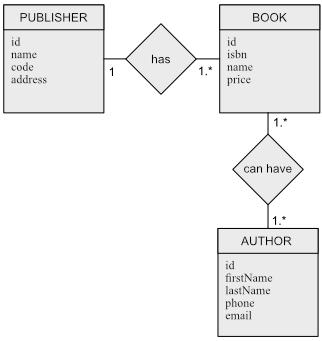 PUBLISHER
id
name
code
address
1
has
1.*
BOOK
id
isbn
name
price
1.*
can have
1.*
AUTHOR
id
firstName
lastName
phone
email